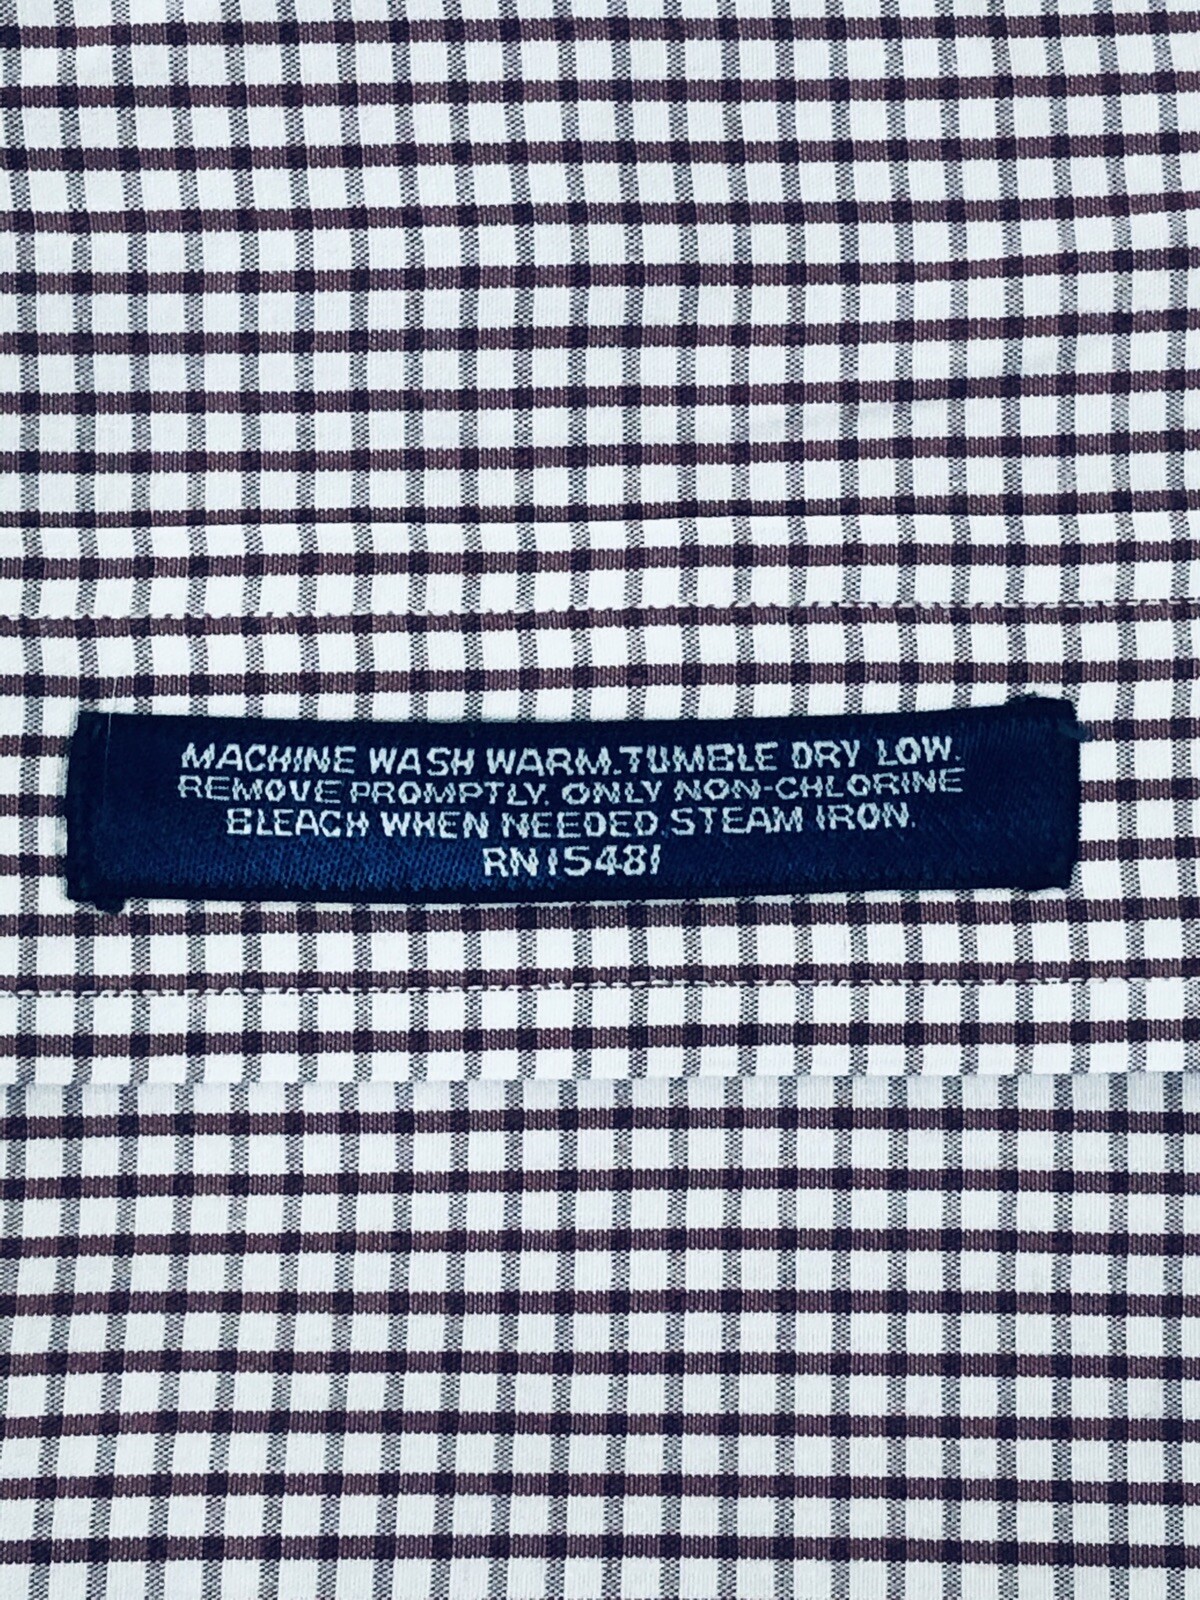 MACHINE WASH WARM.TUMBLE DRY LOW.
REMOVE PROMPTLY. ONLY NON-CHLORINE
BLEACH WHEN NEEDED.STEAM IRON.
RN15481